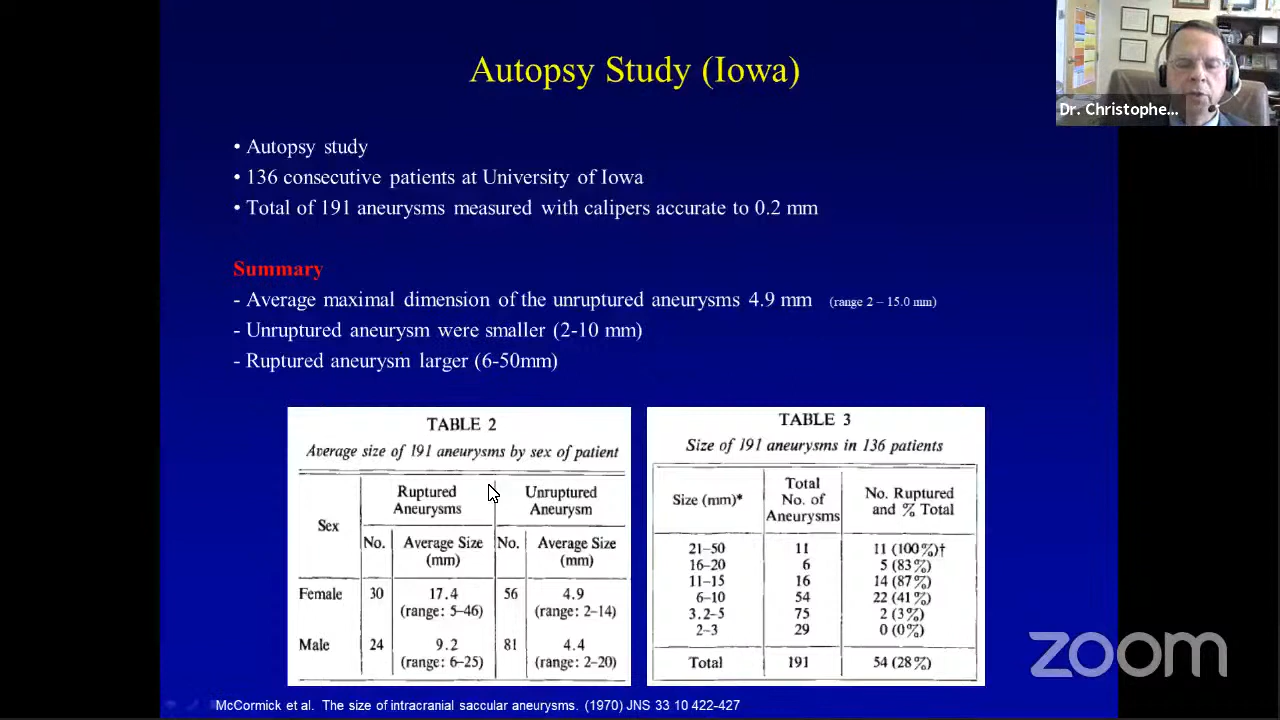 Autopsy Study (Iowa)
Dr. Christophe...
• Autopsy study
• 136 consecutive patients at University of Iowa
• Total of 191 aneurysms measured with calipers accurate to 0.2 mm
Summary
- Average maximal dimension of the unruptured aneurysms 4.9 mm (range 2 – 15.0 mm)
- Unruptured aneurysm were smaller (2-10 mm)
- Ruptured aneurysm larger (6-50mm)
TABLE 2
Average size of 191 aneurysms by sex of patient
Sex
Ruptured
Aneurysms
Unruptured
Aneurysm
No.
Average Size
(mm)
No.
Average Size
(mm)
Female 30 17.4 56 4.9
(range: 5–46) (range: 2–14)
Male 24 9.2 81 4.4
(range: 6–25) (range: 2–20)
TABLE 3
Size of 191 aneurysms in 136 patients
Size (mm)*
Total
No. of
Aneurysms
No. Ruptured
and % Total
21–50 11 11 (100%)†
16–20 6 5 (83%)
11–15 16 14 (87%)
6–10 54 22 (41%)
3.2–5 75 2 (3%)
2–3 29 0 (0%)
Total 191 54 (28%)
zoom
McCormick et al. The size of intracranial saccular aneurysms. (1970) JNS 33 10 422-427